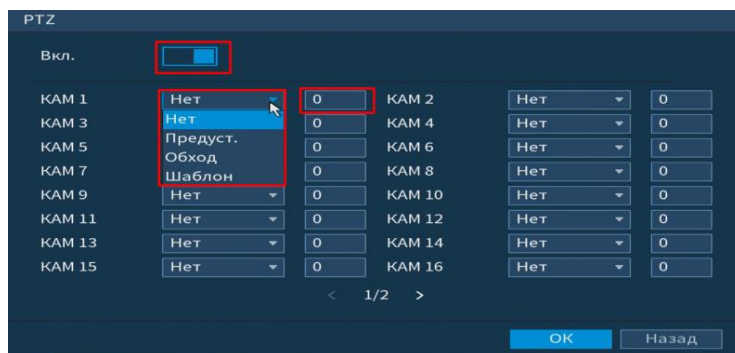 PTZ
Вкл.
КАМ 1 Нет 0 КАМ 2 Нет 0
КАМ 3 Нет 0 КАМ 4 Нет 0
Предуст.
КАМ 5 Обход 0 КАМ 6 Нет 0
КАМ 7 Шаблон 0 КАМ 8 Нет 0
КАМ 9 Нет 0 КАМ 10 Нет 0
КАМ 11 Нет 0 КАМ 12 Нет 0
КАМ 13 Нет 0 КАМ 14 Нет 0
КАМ 15 Нет 0 КАМ 16 Нет 0
< 1/2 >
ОК Назад